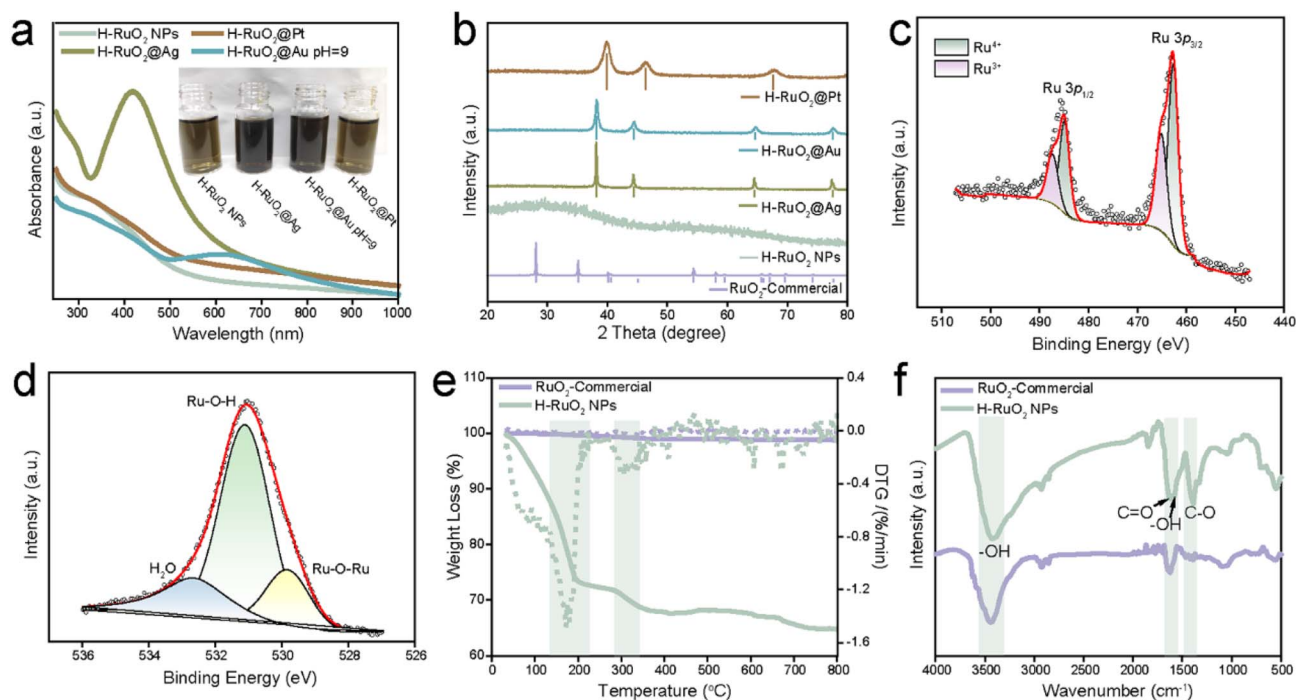 a
H-RuO₂ NPs
H-RuO₂@Pt
H-RuO₂@Ag
H-RuO₂@Au pH=9
Absorbance (a.u.)
H-RuO₂ NPs
H-RuO₂@Ag
H-RuO₂@Au pH=9
H-RuO₂@Pt
300 400 500 600 700 800 900 1000
Wavelength (nm)
b
Intensity (a.u.)
H-RuO₂@Pt
H-RuO₂@Au
H-RuO₂@Ag
H-RuO₂ NPs
RuO₂-Commercial
20 30 40 50 60 70 80
2 Theta (degree)
c
Ru⁴⁺
Ru³⁺
Ru 3p₃/₂
Ru 3p₁/₂
Intensity (a.u.)
510 500 490 480 470 460 450 440
Binding Energy (eV)
d
Ru-O-H
H₂O
Ru-O-Ru
Intensity (a.u.)
536 534 532 531 530 528 526
Binding Energy (eV)
e
RuO₂-Commercial
H-RuO₂ NPs
Weight Loss (%)
110
100
90
80
70
60
0.4
0.0
-0.4
-0.8
-1.2
-1.6
DTG /(%/min)
0 100 200 300 400 500 600 700 800
Temperature (°C)
f
RuO₂-Commercial
H-RuO₂ NPs
C=O
-OH
C-O
-OH
Intensity (a.u.)
4000 3500 3000 2500 2000 1500 1000 500
Wavenumber (cm⁻¹)